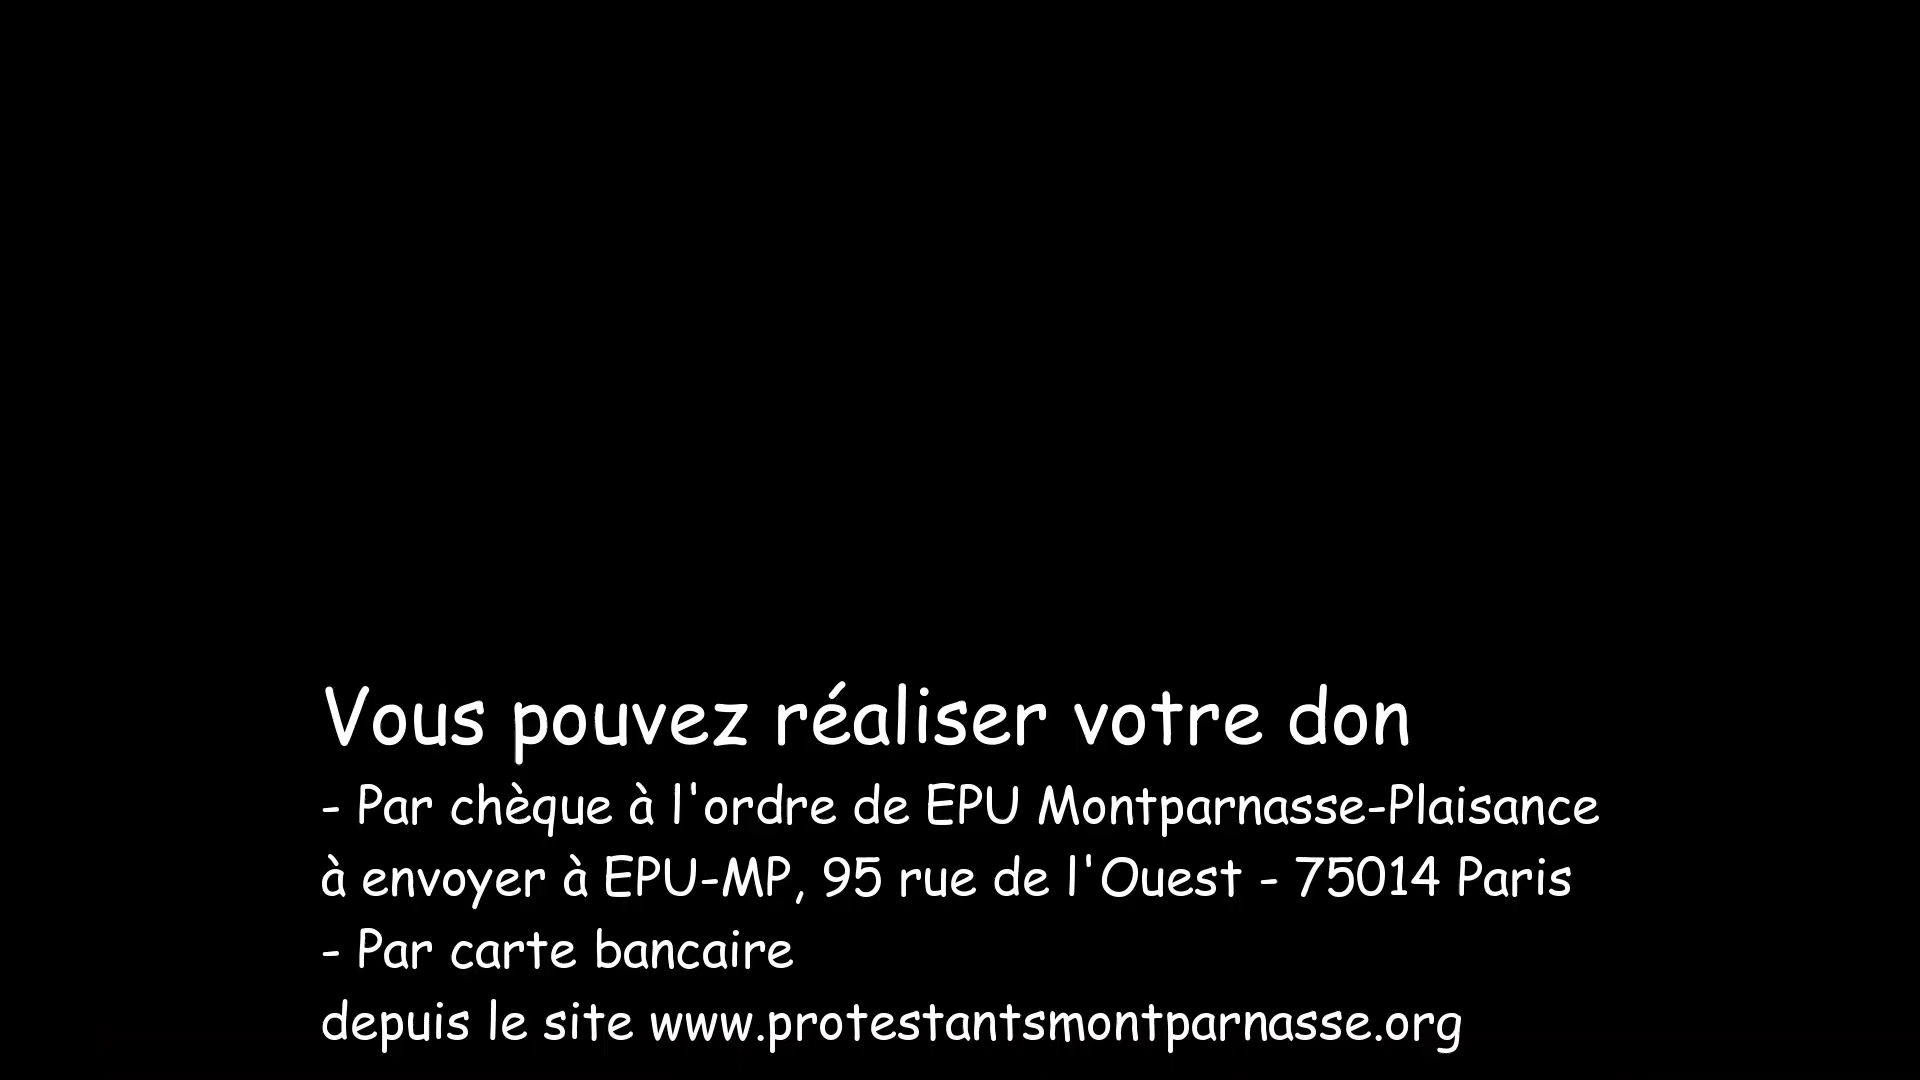 Vous pouvez réaliser votre don
- Par chèque à l'ordre de EPU Montparnasse-Plaisance
à envoyer à EPU-MP, 95 rue de l'Ouest - 75014 Paris
- Par carte bancaire
depuis le site www.protestantsmontparnasse.org